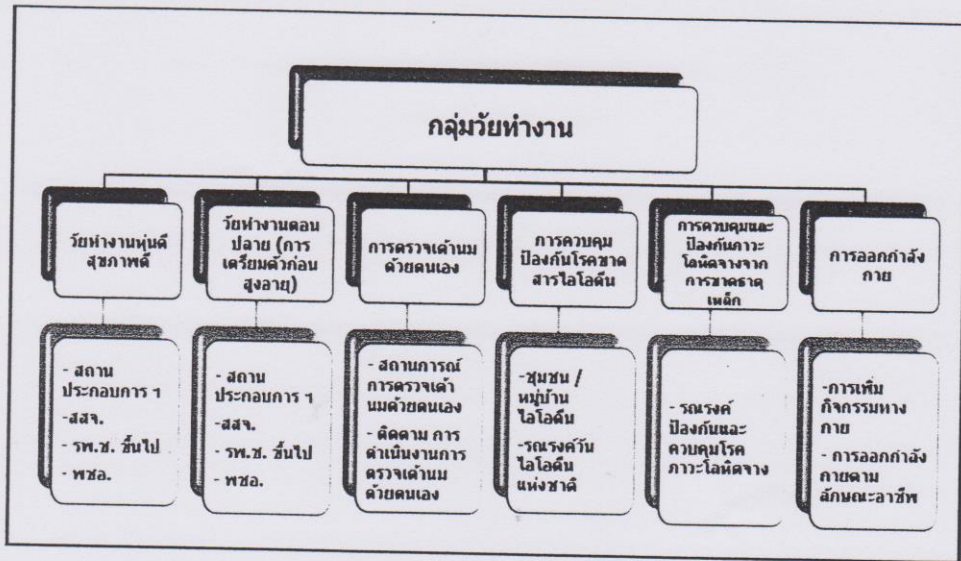 กลุ่มวัยทำงาน
วัยทำงานหุ่นดี
สุขภาพดี
วัยทำงานตอน
ปลาย (การ
เตรียมตัวก่อน
สูงอายุ)
การตรวจเต้านม
ด้วยตนเอง
การควบคุม
ป้องกันโรคขาด
สารไอโอดีน
การควบคุมและ
ป้องกันภาวะ
โลหิตจางจาก
การขาดธาตุ
เหล็ก
การออกกำลัง
กาย
- สถาน
ประกอบการ ฯ
-สสจ.
- รพ.ช. ขึ้นไป
- พชอ.
- สถาน
ประกอบการ ฯ
-สสจ.
- รพ.ช. ขึ้นไป
- พชอ.
- สถานการณ์
การตรวจเต้า
นมด้วยตนเอง
- ติดตาม การ
ดำเนินงานการ
ตรวจเต้านม
ด้วยตนเอง
-ชุมชน /
หมู่บ้าน
ไอโอดีน
-รณรงค์วัน
ไอโอดีน
แห่งชาติ
- รณรงค์
ป้องกันและ
ควบคุมโรค
ภาวะโลหิตจาง
-การเพิ่ม
กิจกรรมทาง
กาย
- การออกกำลัง
กายตาม
ลักษณะอาชีพ